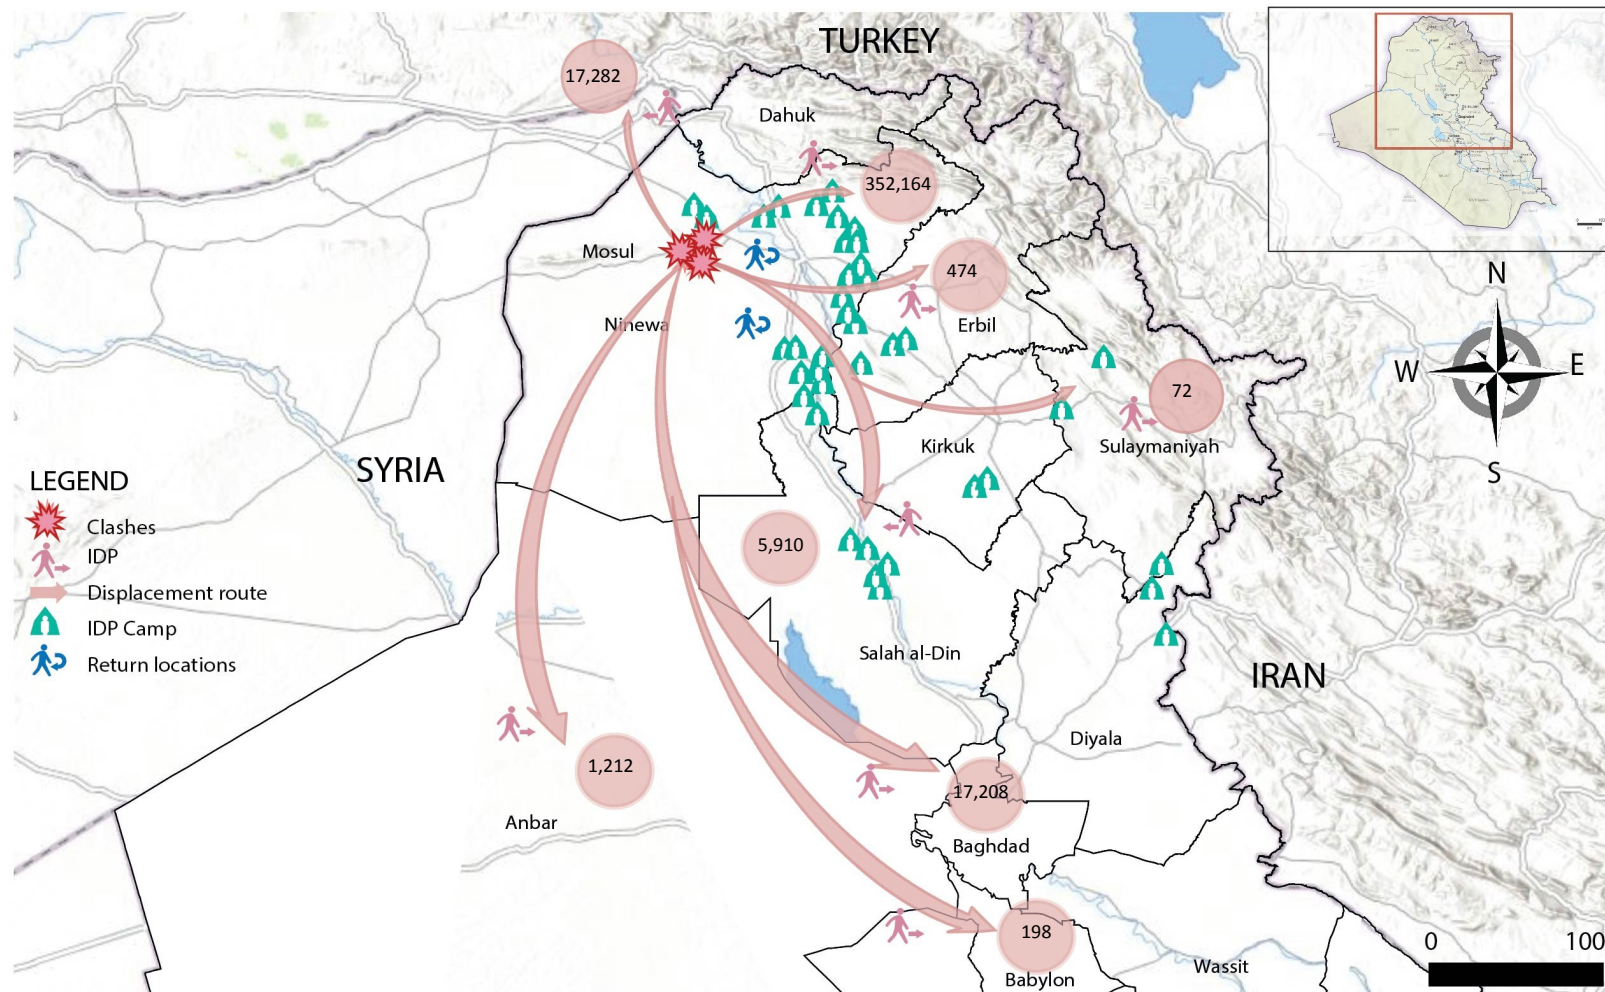 TURKEY
17,282
Dahuk
352,164
Mosul
474
Ninewa
Erbil
N
W
E
S
72
Kirkuk
Sulaymaniyah
SYRIA
LEGEND
Clashes
IDP
Displacement route
IDP Camp
Return locations
5,910
Salah al-Din
IRAN
Diyala
1,212
Anbar
17,208
Baghdad
198
Babylon
Wassit
0
100